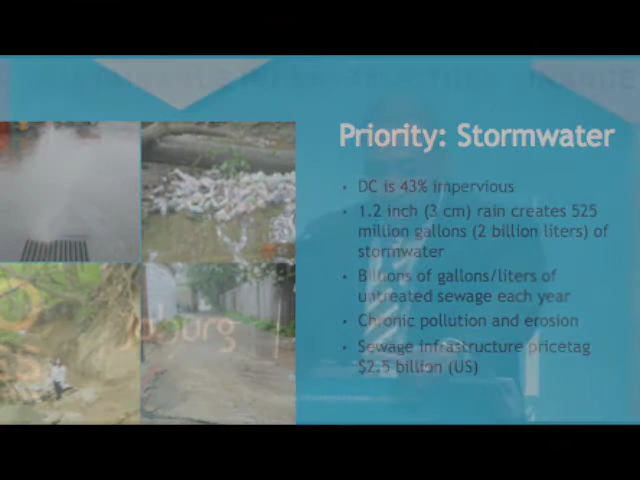 Priority: Stormwater
• DC is 43% impervious
• 1.2 inch (3 cm) rain creates 525
million gallons (2 billion liters) of
stormwater
• Billions of gallons/liters of
untreated sewage each year
• Chronic pollution and erosion
• Sewage infrastructure pricetag
$2.5 billion (US)
oburg